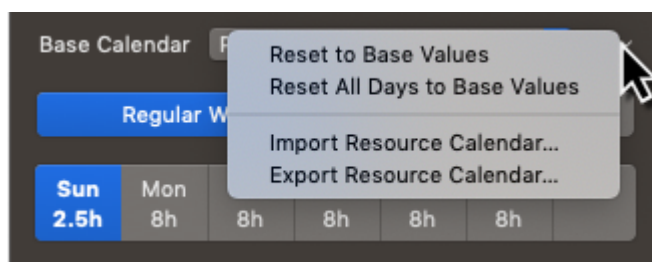 Base Calendar
Reset to Base Values
Reset All Days to Base Values
Regular W
Import Resource Calendar...
Export Resource Calendar...
Sun Mon
2.5h 8h 8h 8h 8h 8h